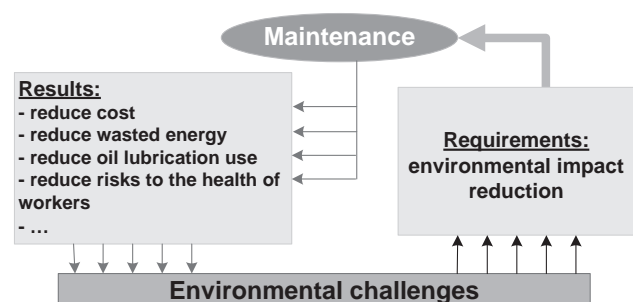 Maintenance
Results:
- reduce cost
- reduce wasted energy
- reduce oil lubrication use
- reduce risks to the health of
workers
- ...
Requirements:
environmental impact
reduction
Environmental challenges